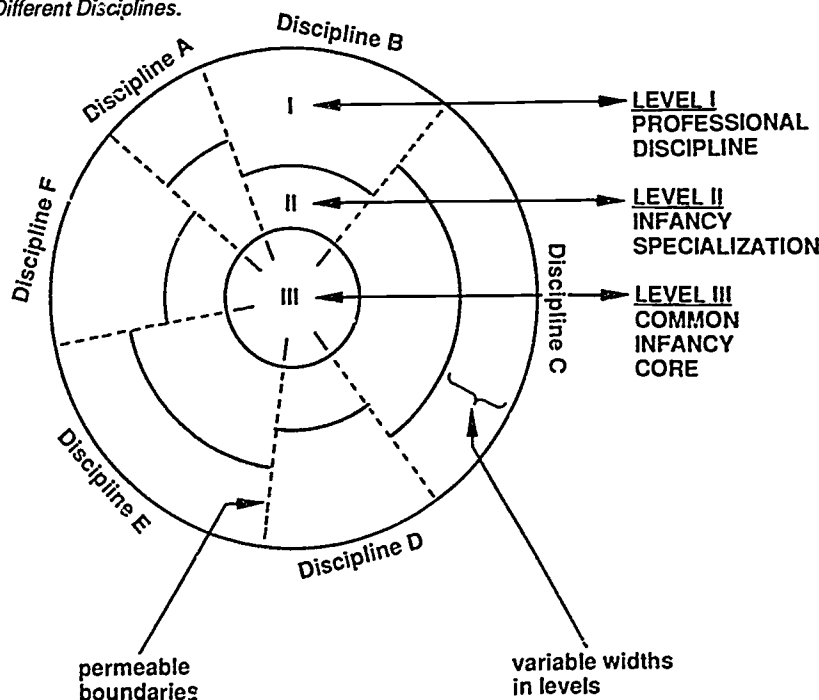 Different Disciplines.
Discipline A
Discipline B
I
LEVEL I
PROFESSIONAL
DISCIPLINE
II
LEVEL II
INFANCY
SPECIALIZATION
Discipline F
III
LEVEL III
COMMON
INFANCY
CORE
Discipline C
Discipline E
Discipline D
permeable
boundaries
variable widths
in levels